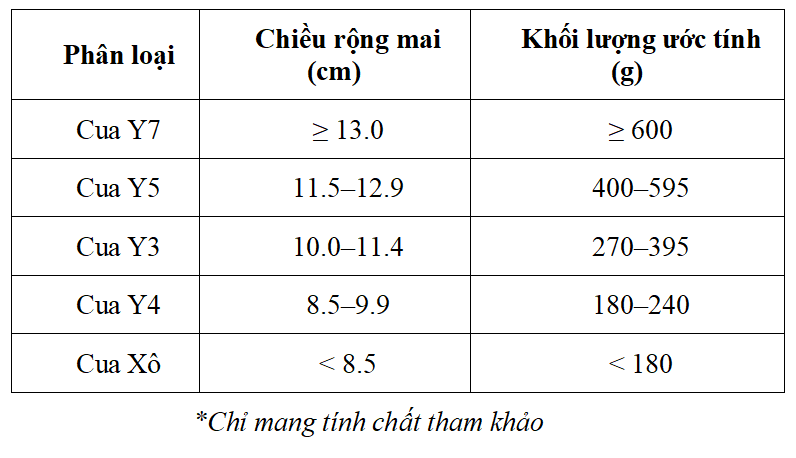 Phân loại
Chiều rộng mai
(cm)
Khối lượng ước tính
(g)
Cua Y7
≥ 13.0
≥ 600
Cua Y5
11.5–12.9
400–595
Cua Y3
10.0–11.4
270–395
Cua Y4
8.5–9.9
180–240
Cua Xô
< 8.5
< 180
*Chỉ mang tính chất tham khảo